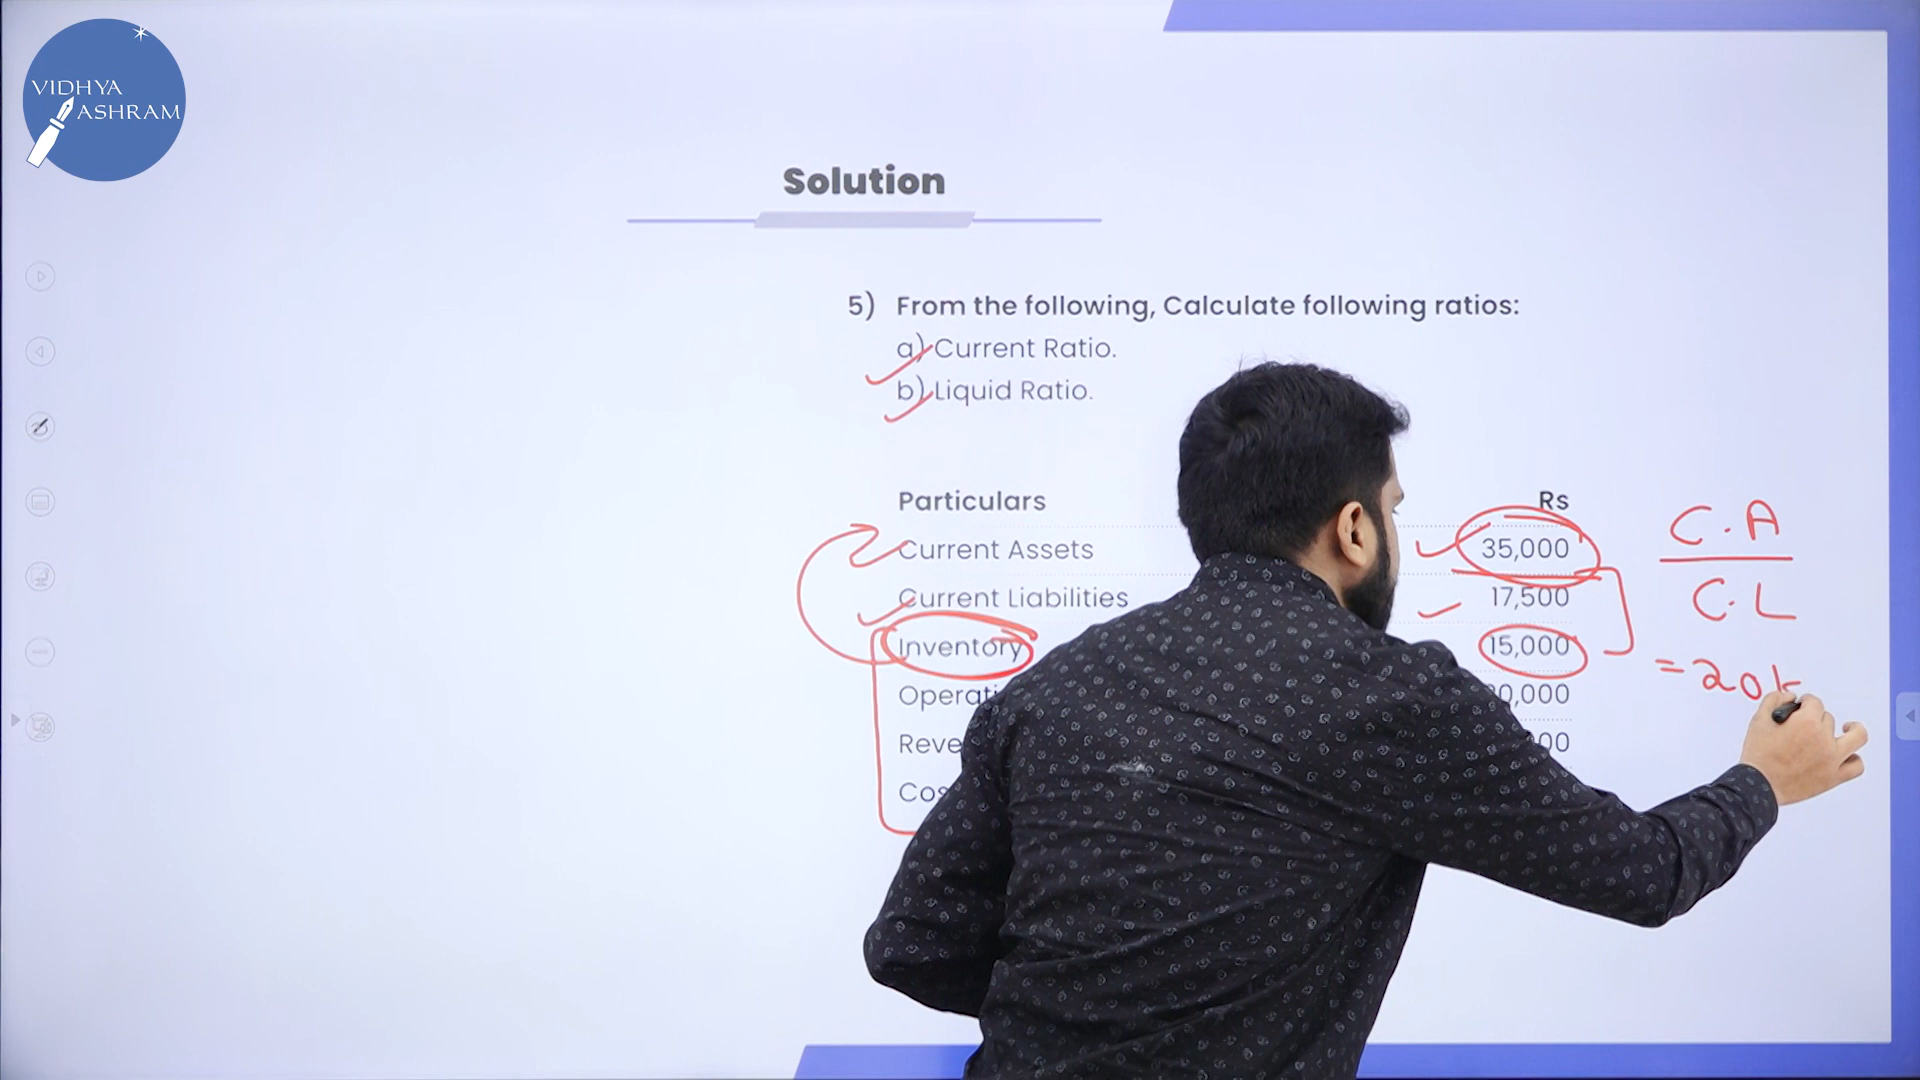 VIDHYA
ASHRAM
Solution
5) From the following, Calculate following ratios:
a) Current Ratio.
b) Liquid Ratio.
Particulars Rs
Current Assets 35,000
Current Liabilities 17,500
Inventory 15,000
C.A
C.L
= 20k